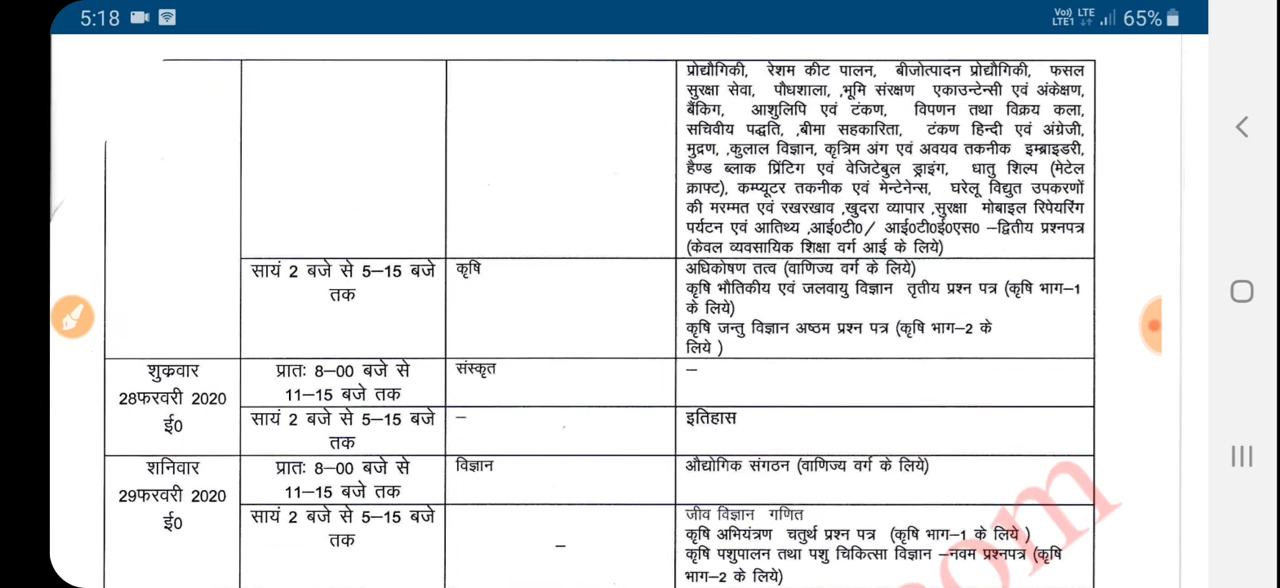 5:18
Vo) LTE
LTE1
65%
प्रोद्यौगिकी, रेशम कीट पालन, बीजोत्पादन प्रोद्यौगिकी, फसल
सुरक्षा सेवा, पौधशाला, ,भूमि संरक्षण एकाउन्टेन्सी एवं अंकेक्षण,
बैंकिग, आशुलिपि एवं टंकण, विपणन तथा विक्रय कला,
सचिवीय पद्धति, ,बीमा सहकारिता, टंकण हिन्दी एवं अंग्रेजी,
मुद्रण, ,कुलाल विज्ञान, कृत्रिम अंग एवं अवयव तकनीक इम्ब्राइडरी,
हैण्ड ब्लाक प्रिंटिग एवं वेजिटेबुल ड्राइंग, धातु शिल्प (मेटेल
क्राफ्ट), कम्प्यूटर तकनीक एवं मेन्टेनेन्स, घरेलू विद्युत उपकरणों
की मरम्मत एवं रखरखाव ,खुदरा व्यापार ,सुरक्षा मोबाइल रिपेयरिंग
पर्यटन एवं आतिथ्य ,आई0टी0/ आई0टी0ई0एस0 –द्वितीय प्रश्नपत्र
(केवल व्यवसायिक शिक्षा वर्ग आई के लिये)
सायं 2 बजे से 5–15 बजे
तक
कृषि
अधिकोषण तत्व (वाणिज्य वर्ग के लिये)
कृषि भौतिकीय एवं जलवायु विज्ञान तृतीय प्रश्न पत्र (कृषि भाग–1
के लिये)
कृषि जन्तु विज्ञान अष्ठम प्रश्न पत्र (कृषि भाग–2 के
लिये )
शुक्रवार
28फरवरी 2020
ई0
प्रातः 8–00 बजे से
11–15 बजे तक
संस्कृत
–
सायं 2 बजे से 5–15 बजे
तक
–
इतिहास
शनिवार
29फरवरी 2020
ई0
प्रातः 8–00 बजे से
11–15 बजे तक
विज्ञान
औद्योगिक संगठन (वाणिज्य वर्ग के लिये)
सायं 2 बजे से 5–15 बजे
तक
–
जीव विज्ञान गणित
कृषि अभियंत्रण चतुर्थ प्रश्न पत्र (कृषि भाग–1 के लिये )
कृषि पशुपालन तथा पशु चिकित्सा विज्ञान –नवम प्रश्नपत्र (कृषि
भाग–2 के लिये)
com